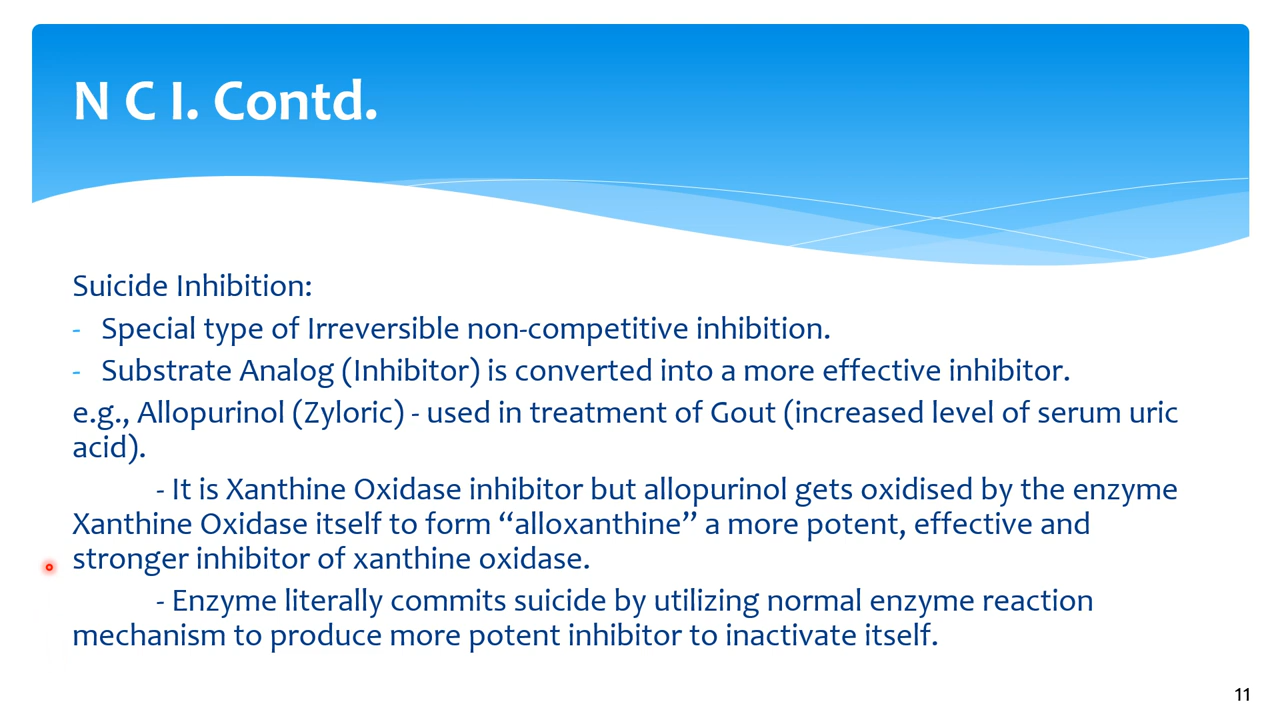 N C I. Contd.
Suicide Inhibition:
- Special type of Irreversible non-competitive inhibition.
- Substrate Analog (Inhibitor) is converted into a more effective inhibitor.
e.g., Allopurinol (Zyloric) - used in treatment of Gout (increased level of serum uric
acid).
- It is Xanthine Oxidase inhibitor but allopurinol gets oxidised by the enzyme
Xanthine Oxidase itself to form “alloxanthine” a more potent, effective and
stronger inhibitor of xanthine oxidase.
- Enzyme literally commits suicide by utilizing normal enzyme reaction
mechanism to produce more potent inhibitor to inactivate itself.
11